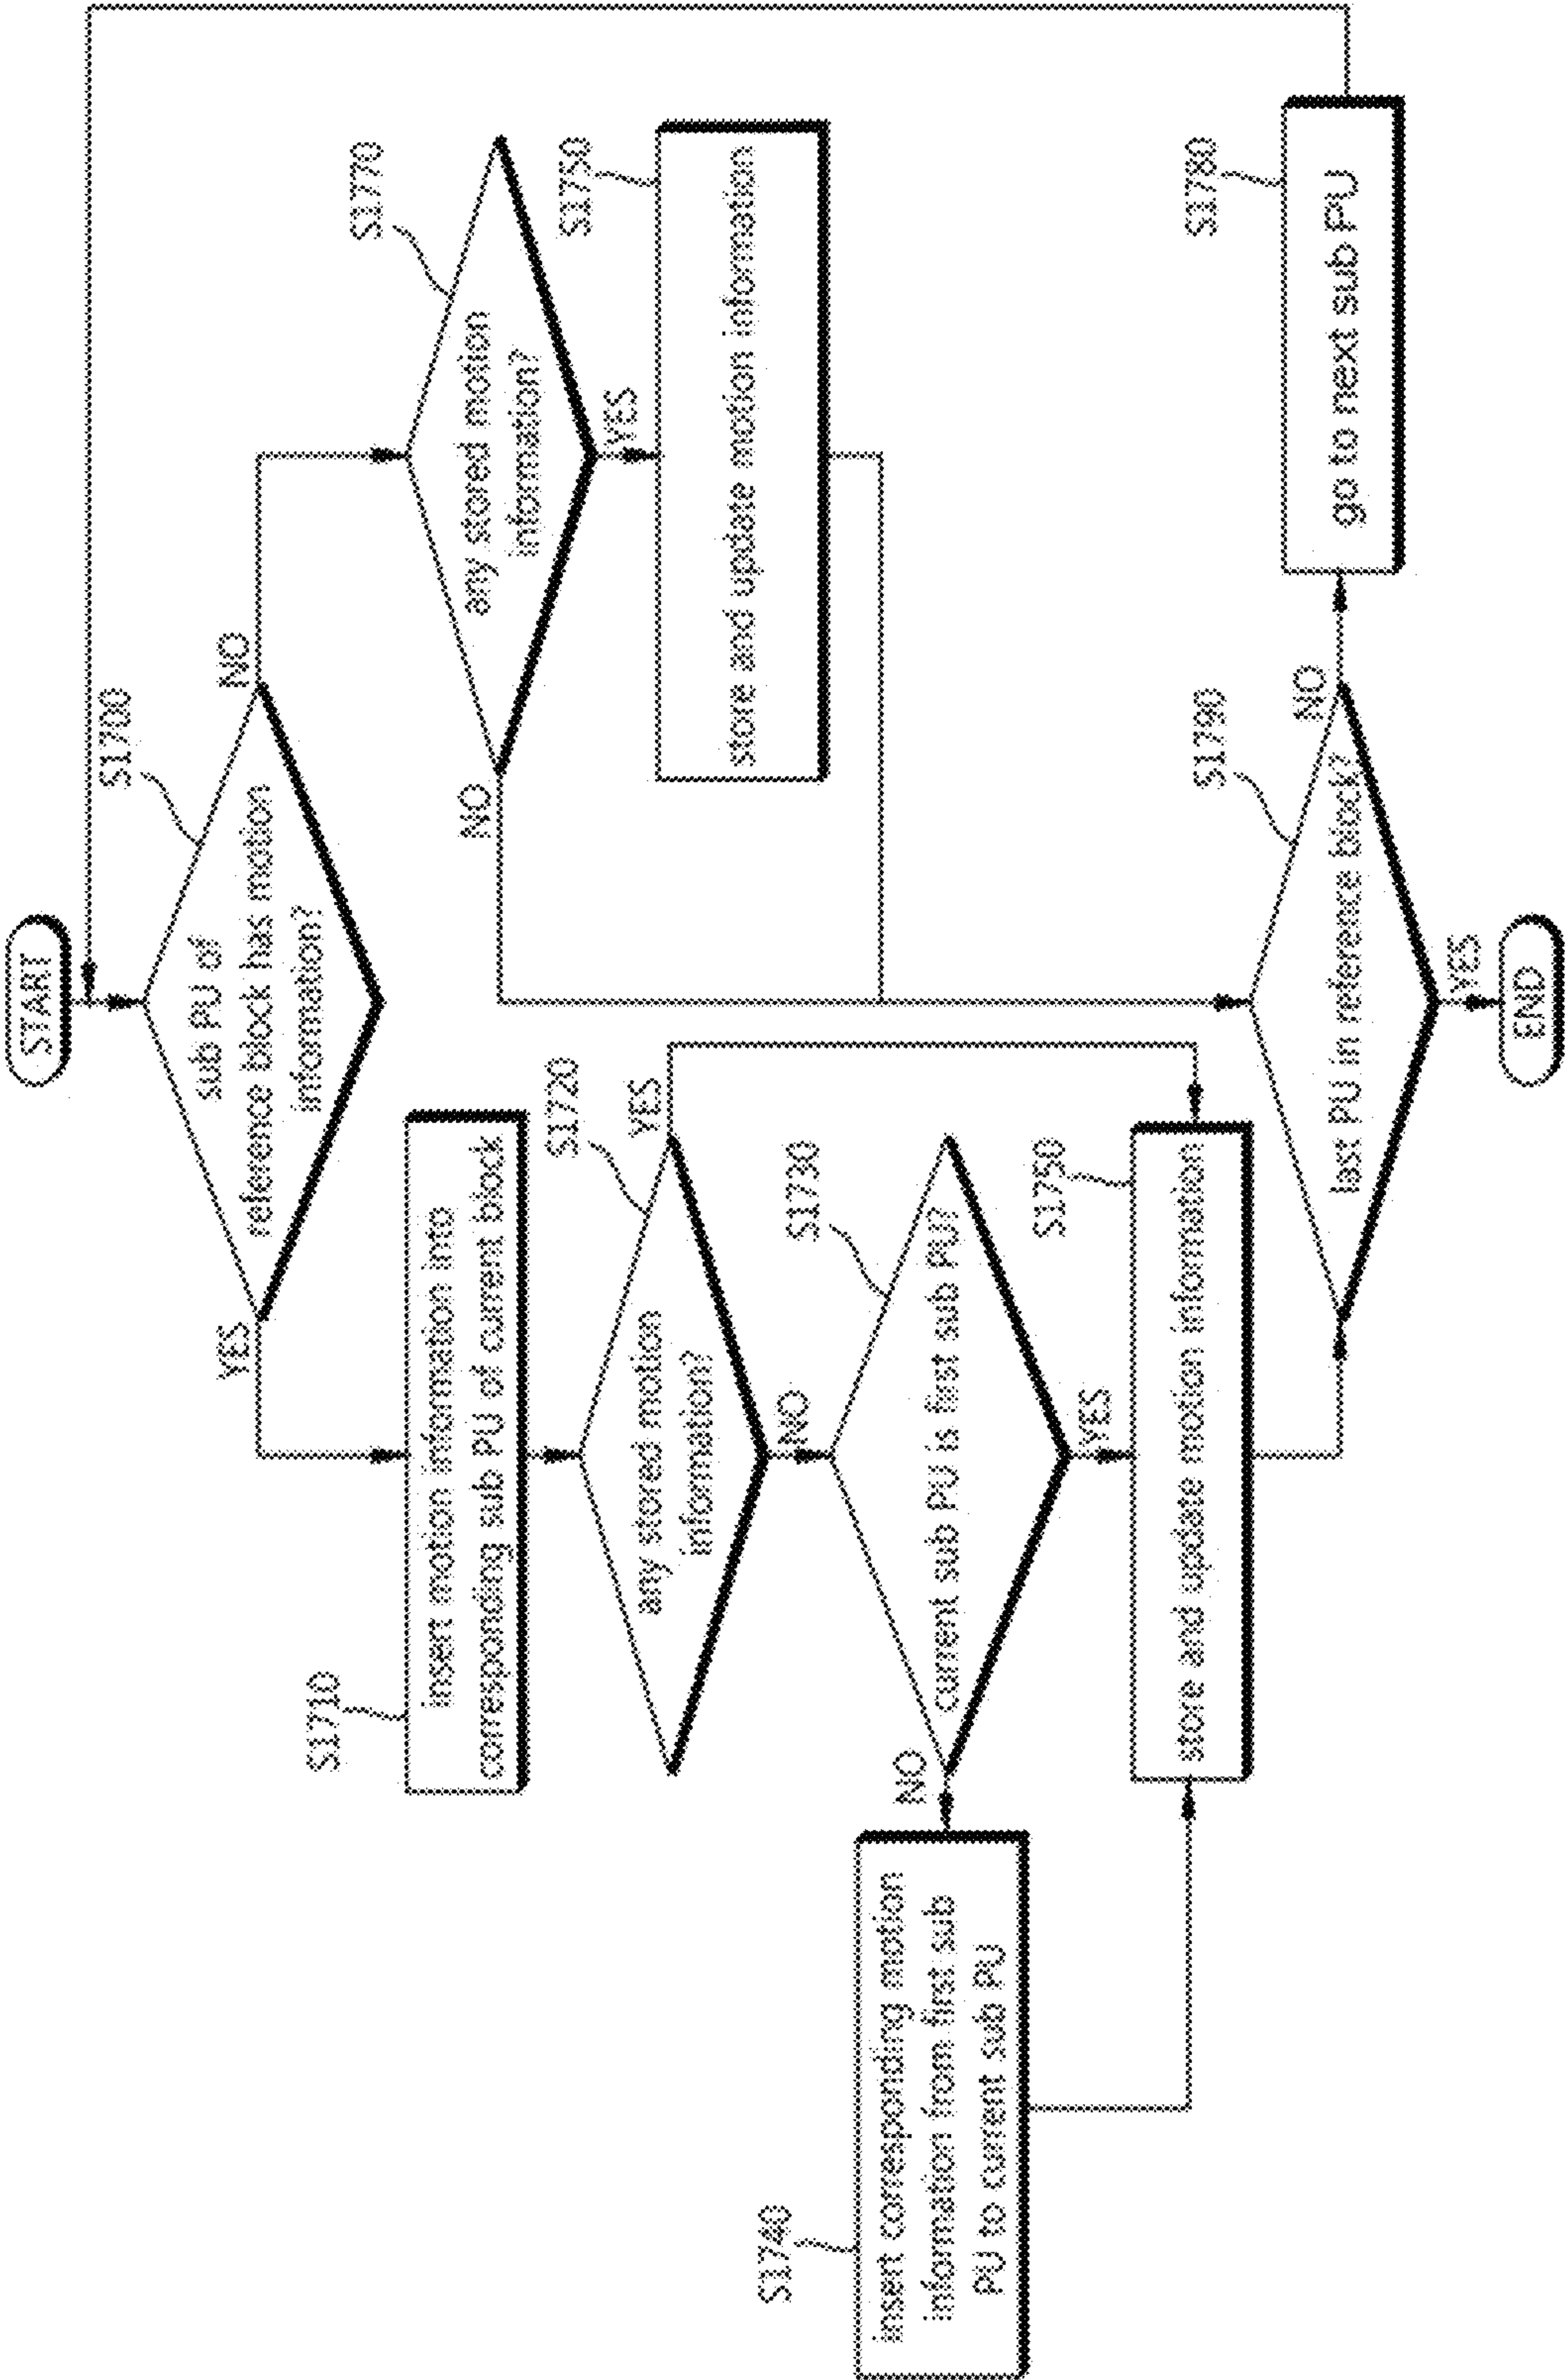 START
S1700
sub PU of
reference block has motion
information?
YES
NO
S1710
insert motion information into
corresponding sub PU of current block
S1770
any stored motion
information?
NO
YES
S1720
any stored motion
information?
YES
NO
S1750
store and update motion information
S1730
current sub PU is first sub PU?
NO
YES
S1740
insert corresponding motion
information from first sub
PU to current sub PU
S1750
store and update motion information
S1790
last PU in reference block?
NO
YES
S1780
go to next sub PU
END